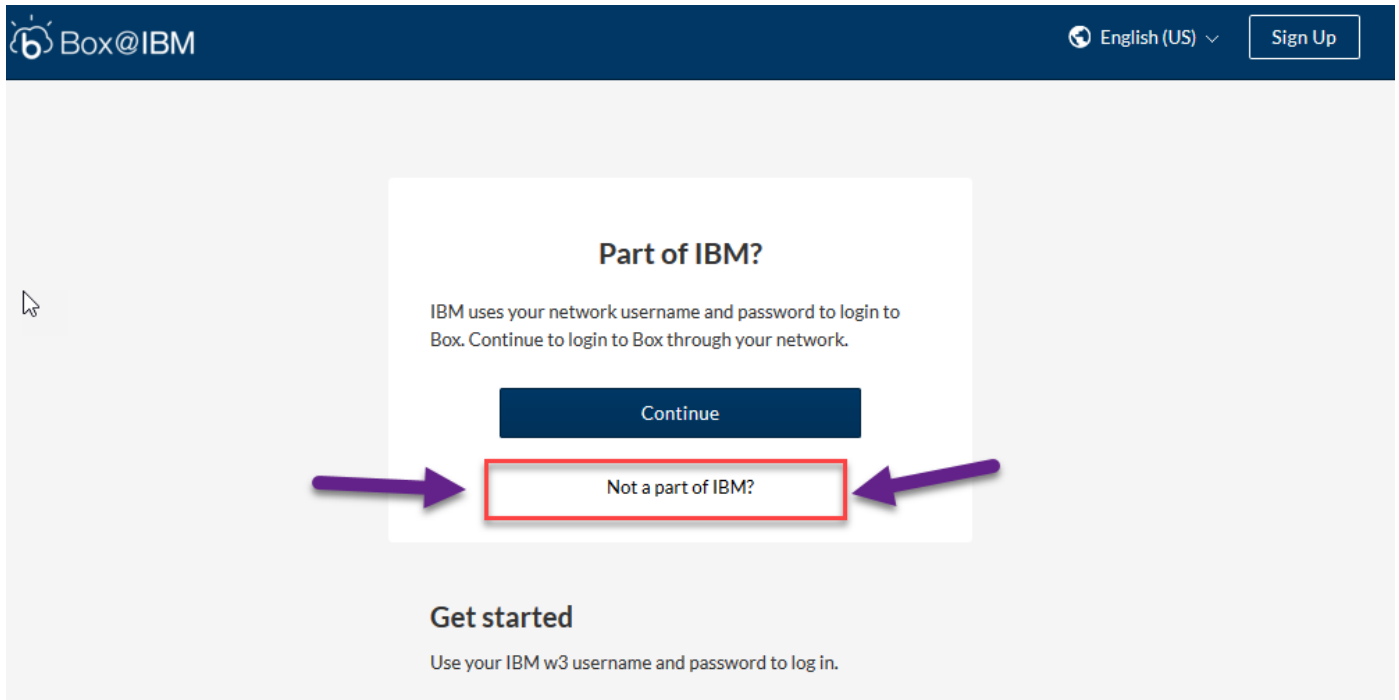 Box@IBM
English (US)
Sign Up
Part of IBM?
IBM uses your network username and password to login to
Box. Continue to login to Box through your network.
Continue
Not a part of IBM?
Get started
Use your IBM w3 username and password to log in.